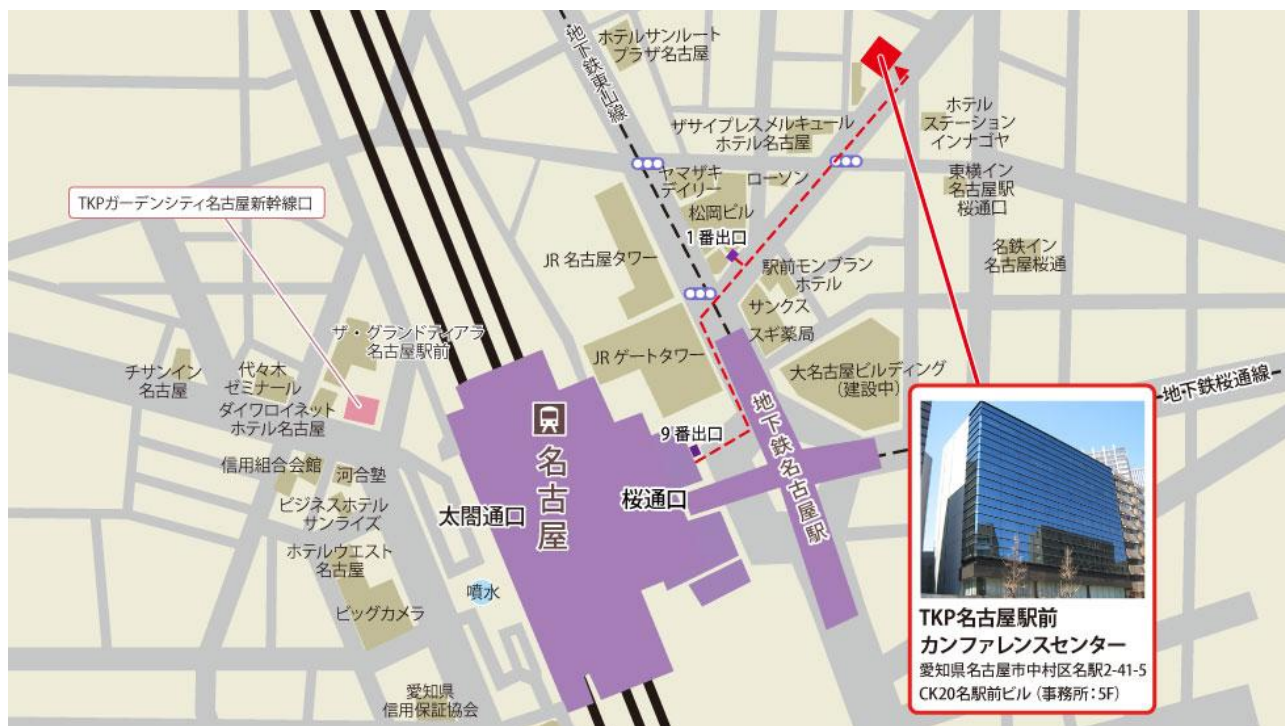 地下鉄東山線
ホテルサンルート
プラザ名古屋
ザサイプレスメルキュール
ホテル名古屋
ホテル
ステーション
インナゴヤ
ヤマザキ
デイリー
ローソン
東横イン
名古屋駅
桜通口
TKPガーデンシティ名古屋新幹線口
松岡ビル
1番出口
JR名古屋タワー
駅前モンブラン
ホテル
名鉄イン
名古屋桜通
サンクス
スギ薬局
ザ・グランドティアラ
名古屋駅前
JRゲートタワー
大名古屋ビルディング
(建設中)
チサンイン
名古屋
代々木
ゼミナール
ダイワロイネット
ホテル名古屋
地下鉄桜通線
地下鉄名古屋駅
9番出口
名古屋
信用組合会館
河合塾
桜通口
太閤通口
ビジネスホテル
サンライズ
ホテルウエスト
名古屋
噴水
ビッグカメラ
愛知県
信用保証協会
TKP名古屋駅前
カンファレンスセンター
愛知県名古屋市中村区名駅2-41-5
CK20名駅前ビル(事務所:5F)